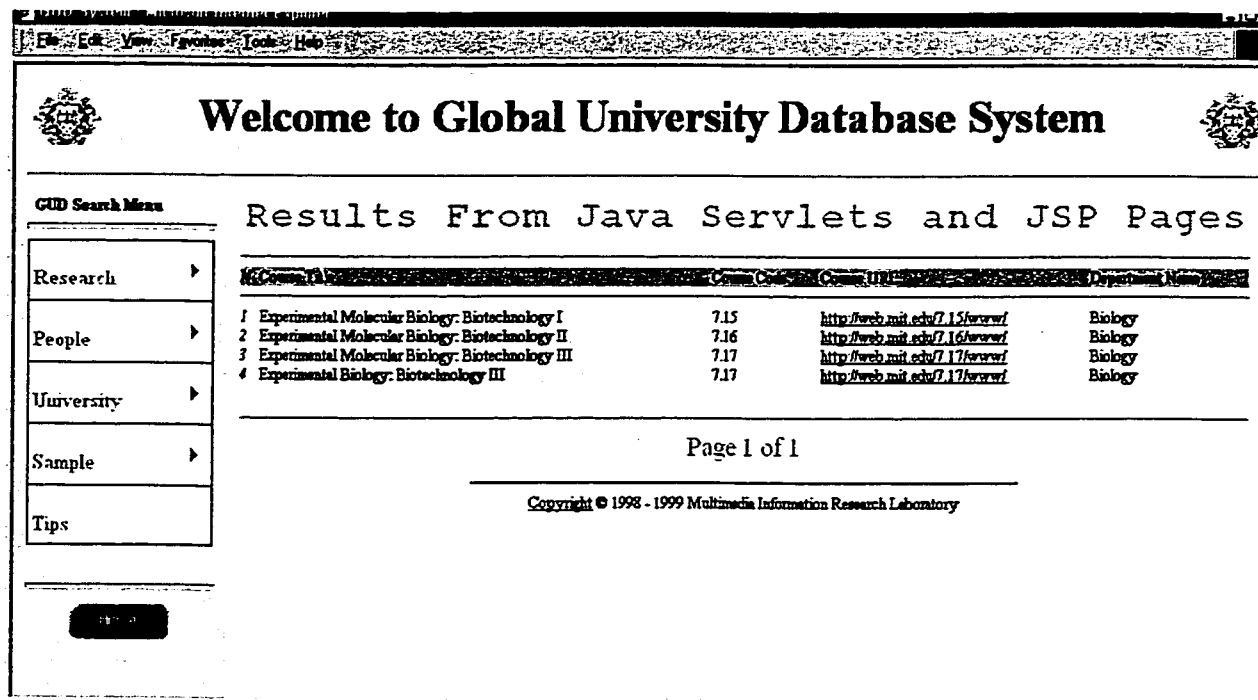 File Edit View Favorites Tools Help
Welcome to Global University Database System
GUD Search Menu
Research
People
University
Sample
Tips
Results From Java Servlets and JSP Pages
Course Code Course URL Department Name
1 Experimental Molecular Biology: Biotechnology I 7.15 http://web.mit.edu/7.15/www/ Biology
2 Experimental Molecular Biology: Biotechnology II 7.16 http://web.mit.edu/7.16/www/ Biology
3 Experimental Molecular Biology: Biotechnology III 7.17 http://web.mit.edu/7.17/www/ Biology
4 Experimental Biology: Biotechnology III 7.17 http://web.mit.edu/7.17/www/ Biology
Page 1 of 1
Copyright © 1998 - 1999 Multimedia Information Research Laboratory